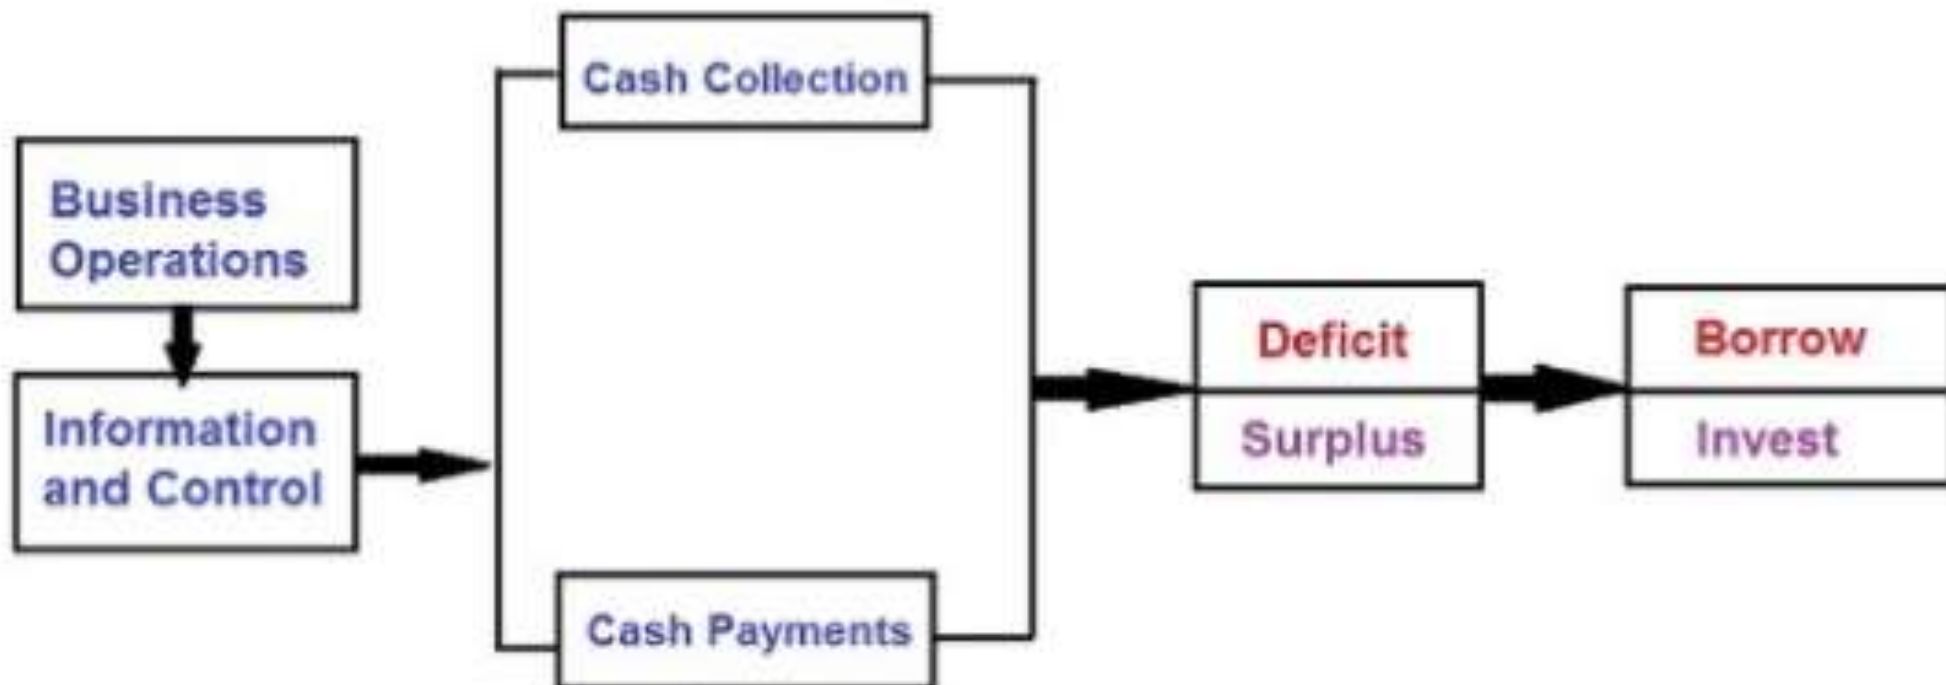 Cash Collection
Business
Operations
Information
and Control
Cash Payments
Deficit
Surplus
Borrow
Invest